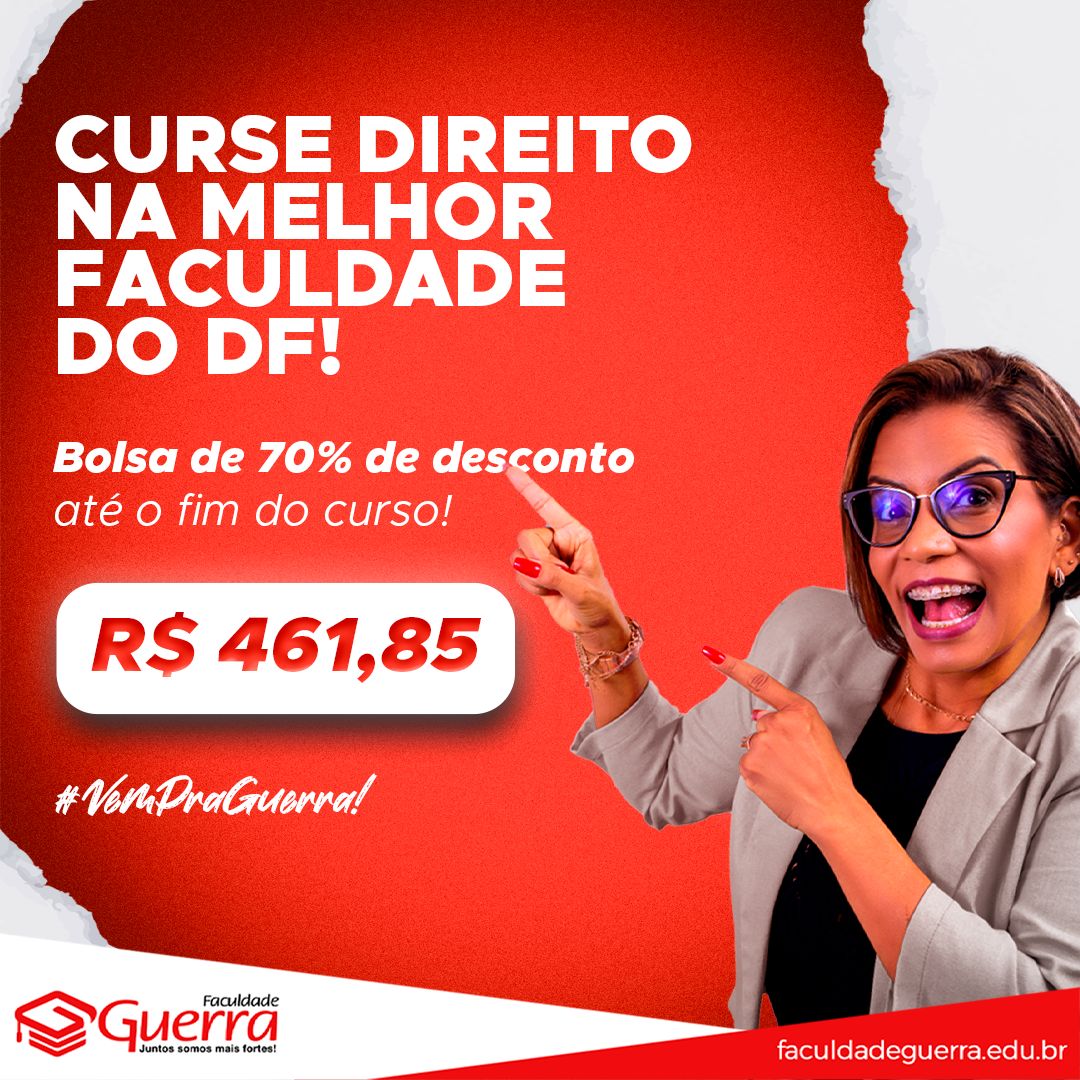 CURSE DIREITO
NA MELHOR
FACULDADE
DO DF!
Bolsa de 70% de desconto
até o fim do curso!
R$ 461,85
#VemPraGuerra!
Faculdade
Guerra
Juntos somos mais fortes!
faculdadeguerra.edu.br